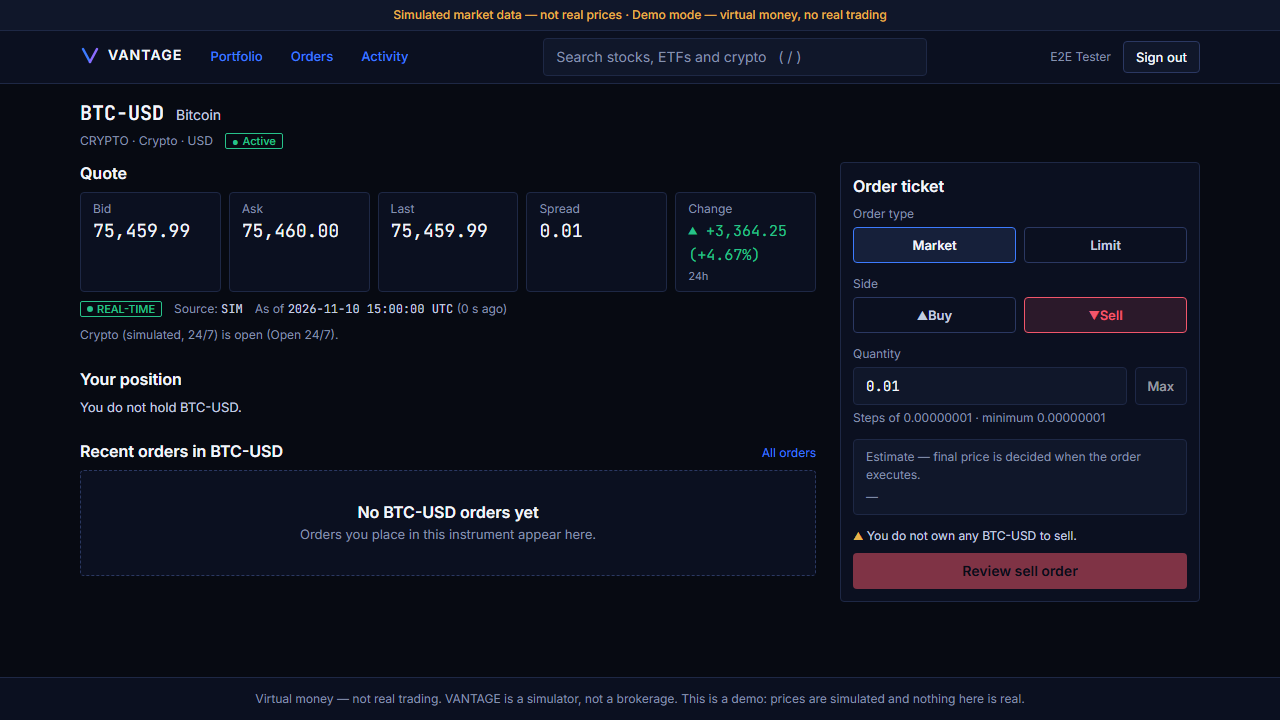 Simulated market data — not real prices · Demo mode — virtual money, no real trading
VANTAGE
Portfolio
Orders
Activity
Search stocks, ETFs and crypto ( / )
E2E Tester
Sign out
BTC-USD Bitcoin
CRYPTO · Crypto · USD
Active
Quote
Bid
75,459.99
Ask
75,460.00
Last
75,459.99
Spread
0.01
Change
▲ +3,364.25
(+4.67%)
24h
REAL-TIME
Source: SIM
As of 2026-11-10 15:00:00 UTC (0 s ago)
Crypto (simulated, 24/7) is open (Open 24/7).
Your position
You do not hold BTC-USD.
Recent orders in BTC-USD
All orders
No BTC-USD orders yet
Orders you place in this instrument appear here.
Order ticket
Order type
Market
Limit
Side
▲Buy
▼Sell
Quantity
0.01
Max
Steps of 0.00000001 · minimum 0.00000001
Estimate — final price is decided when the order
executes.
—
▲ You do not own any BTC-USD to sell.
Review sell order
Virtual money — not real trading. VANTAGE is a simulator, not a brokerage. This is a demo: prices are simulated and nothing here is real.